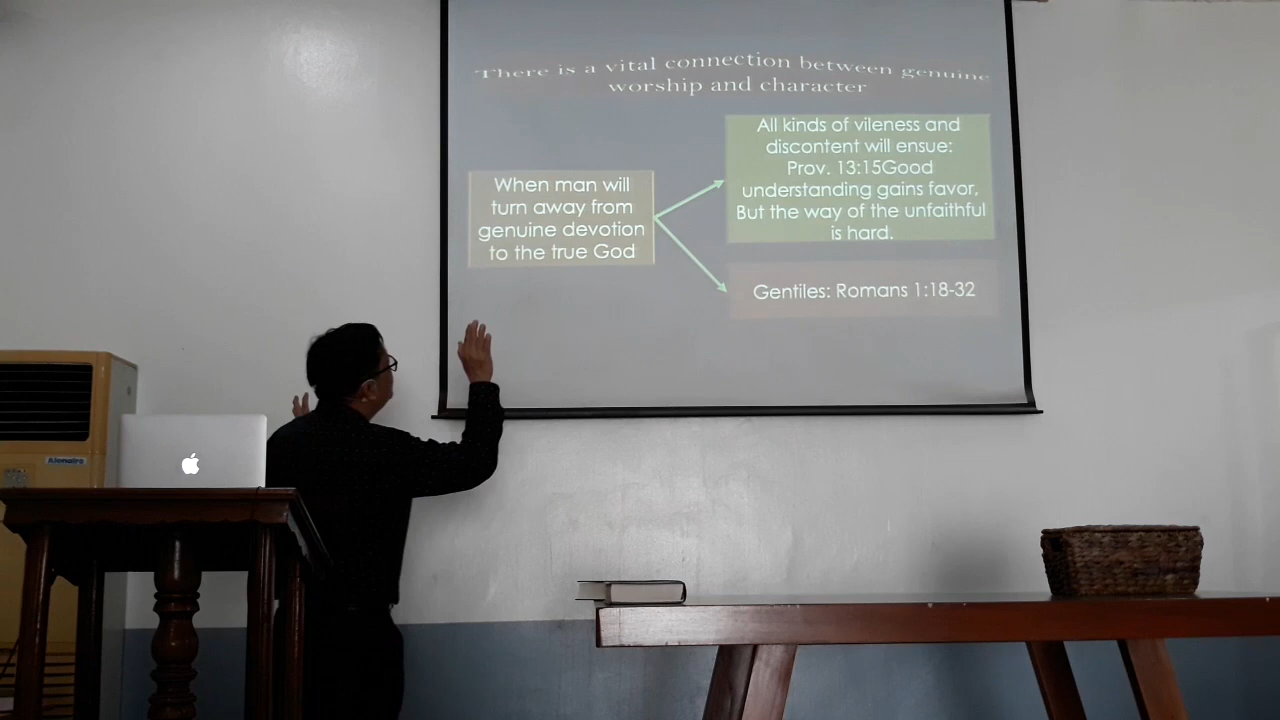 There is a vital connection between genuine
worship and character
When man will
turn away from
genuine devotion
to the true God
All kinds of vileness and
discontent will ensue:
Prov. 13:15Good
understanding gains favor,
But the way of the unfaithful
is hard.
Gentiles: Romans 1:18-32